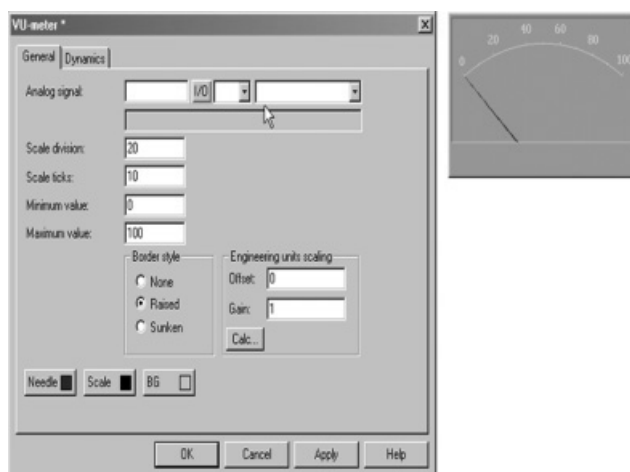 VU-meter *
General Dynamics
Analog signal: I/O
Scale division: 20
Scale ticks: 10
Minimum value: 0
Maximum value: 100
Border style
None
Raised
Sunken
Engineering units scaling
Offset: 0
Gain: 1
Calc...
Needle Scale BG
OK Cancel Apply Help
0 20 40 60 80 100